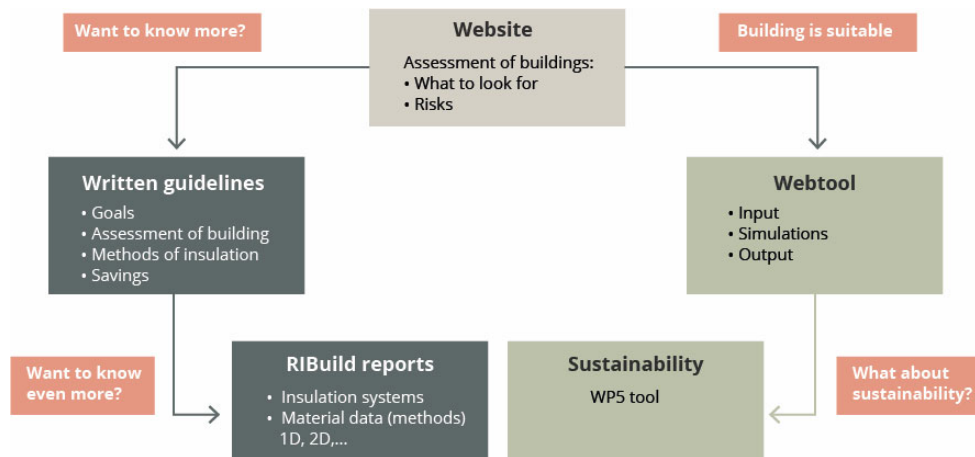 Want to know more?
Website
Assessment of buildings:
• What to look for
• Risks
Building is suitable
Written guidelines
• Goals
• Assessment of building
• Methods of insulation
• Savings
Webtool
• Input
• Simulations
• Output
Want to know
even more?
RIBuild reports
• Insulation systems
• Material data (methods)
1D, 2D,...
Sustainability
WP5 tool
What about
sustainability?